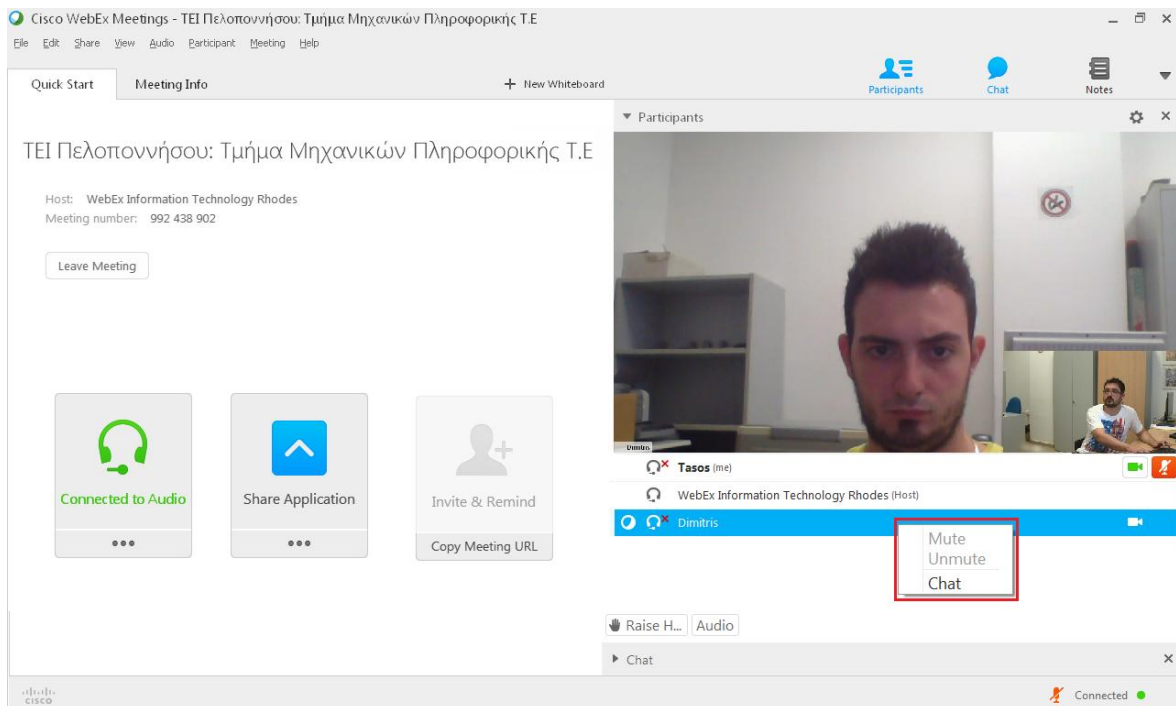 Cisco WebEx Meetings - ΤΕΙ Πελοποννήσου: Τμήμα Μηχανικών Πληροφορικής Τ.Ε
File Edit Share View Audio Participant Meeting Help
Quick Start Meeting Info + New Whiteboard
Participants Chat Notes
Participants
ΤΕΙ Πελοποννήσου: Τμήμα Μηχανικών Πληροφορικής Τ.Ε
Host: WebEx Information Technology Rhodes
Meeting number: 992 438 902
Leave Meeting
Connected to Audio
Share Application
Invite & Remind
Copy Meeting URL
Dimitris
Tasos (me)
WebEx Information Technology Rhodes (Host)
Dimitris
Mute
Unmute
Chat
Raise H... Audio
Chat
CISCO
Connected